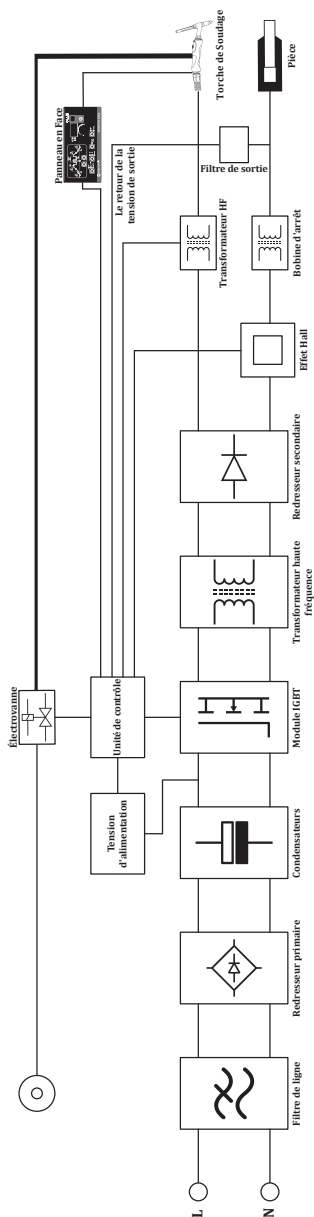 Torche de Soudage
Pièce
Panneau en Face
Le retour de la
tension de sortie
Filtre de sortie
Transformateur HF
Bobine d'arrêt
Effet Hall
Redresseur secondaire
Transformateur haute
fréquence
Électrovanne
Unité de contrôle
Module IGBT
Tension
d'alimentation
Condensateurs
Redresseur primaire
Filtre de ligne
L
N